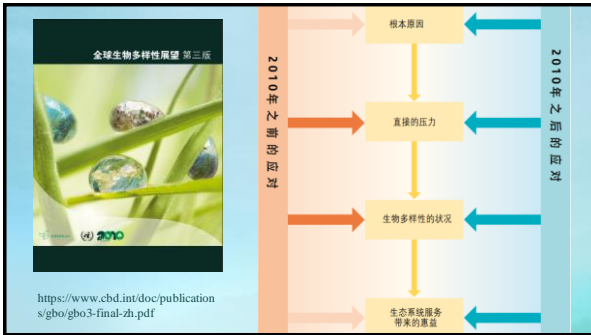 全球生物多样性展望 第三版
2010
https://www.cbd.int/doc/publication
s/gbo/gbo3-final-zh.pdf
2010年之前的应对
根本原因
直接的压力
生物多样性的状况
生态系统服务
带来的惠益
2010年之后的应对